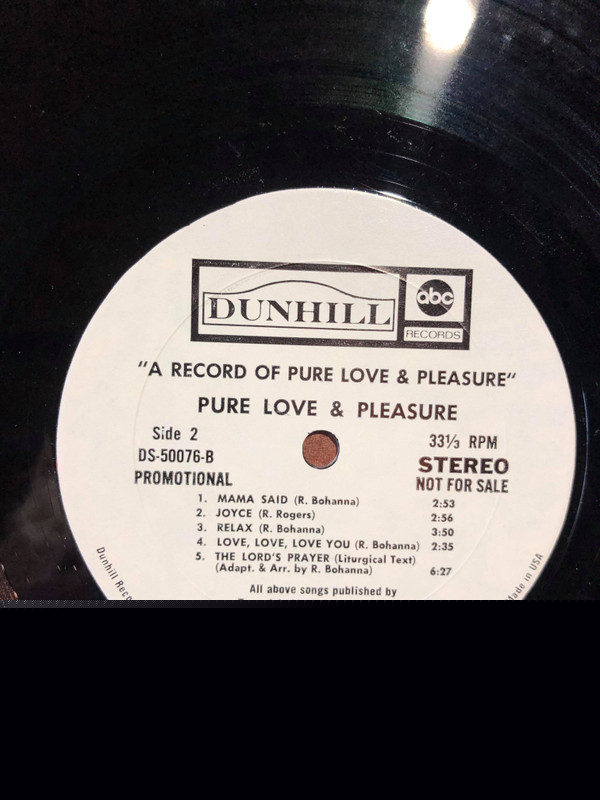 DUNHILL
abc
RECORDS
"A RECORD OF PURE LOVE & PLEASURE"
PURE LOVE & PLEASURE
Side 2
33⅓ RPM
DS-50076-B
STEREO
PROMOTIONAL
NOT FOR SALE
1. MAMA SAID (R. Bohanna) 2:53
2. JOYCE (R. Rogers) 2:56
3. RELAX (R. Bohanna) 3:50
4. LOVE, LOVE, LOVE YOU (R. Bohanna) 2:35
5. THE LORD'S PRAYER (Liturgical Text)
(Adapt. & Arr. by R. Bohanna) 6:27
All above songs published by
Dunhill
Made in USA